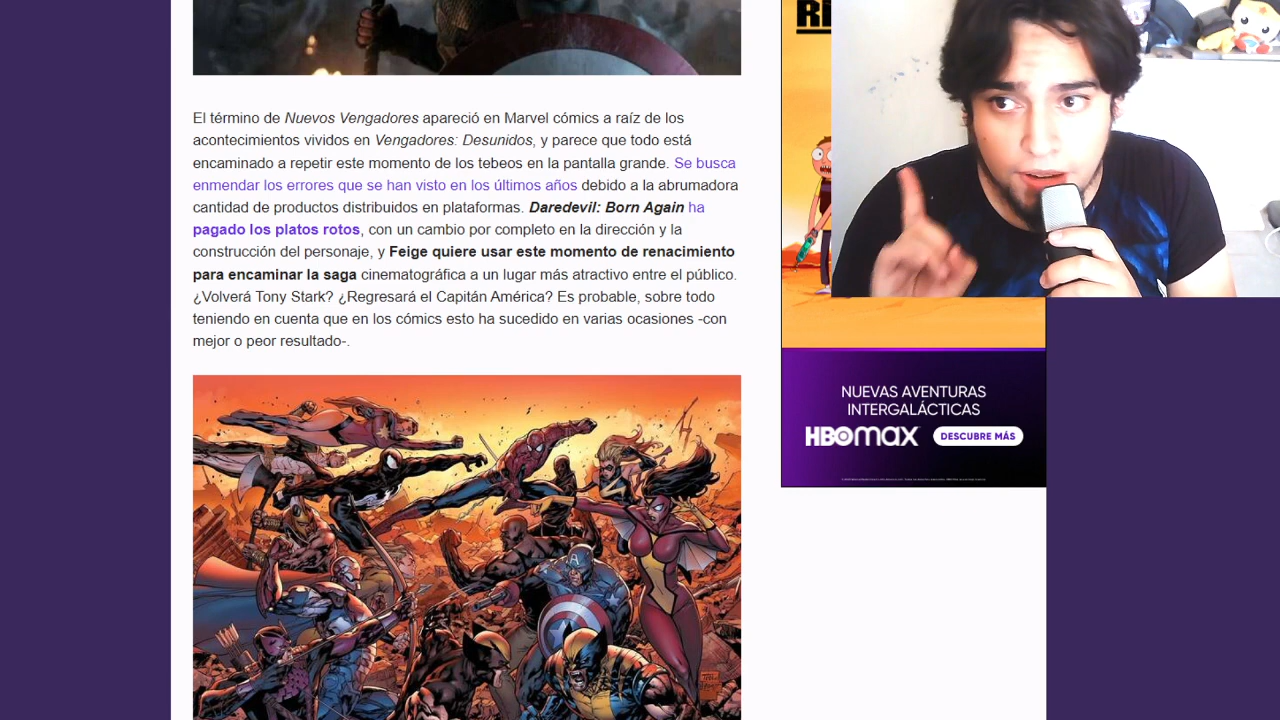 El término de Nuevos Vengadores apareció en Marvel cómics a raíz de los
acontecimientos vividos en Vengadores: Desunidos, y parece que todo está
encaminado a repetir este momento de los tebeos en la pantalla grande. Se busca
enmendar los errores que se han visto en los últimos años debido a la abrumadora
cantidad de productos distribuidos en plataformas. Daredevil: Born Again ha
pagado los platos rotos, con un cambio por completo en la dirección y la
construcción del personaje, y Feige quiere usar este momento de renacimiento
para encaminar la saga cinematográfica a un lugar más atractivo entre el público.
¿Volverá Tony Stark? ¿Regresará el Capitán América? Es probable, sobre todo
teniendo en cuenta que en los cómics esto ha sucedido en varias ocasiones -con
mejor o peor resultado-.
NUEVAS AVENTURAS
INTERGALÁCTICAS
HBOmax DESCUBRE MÁS